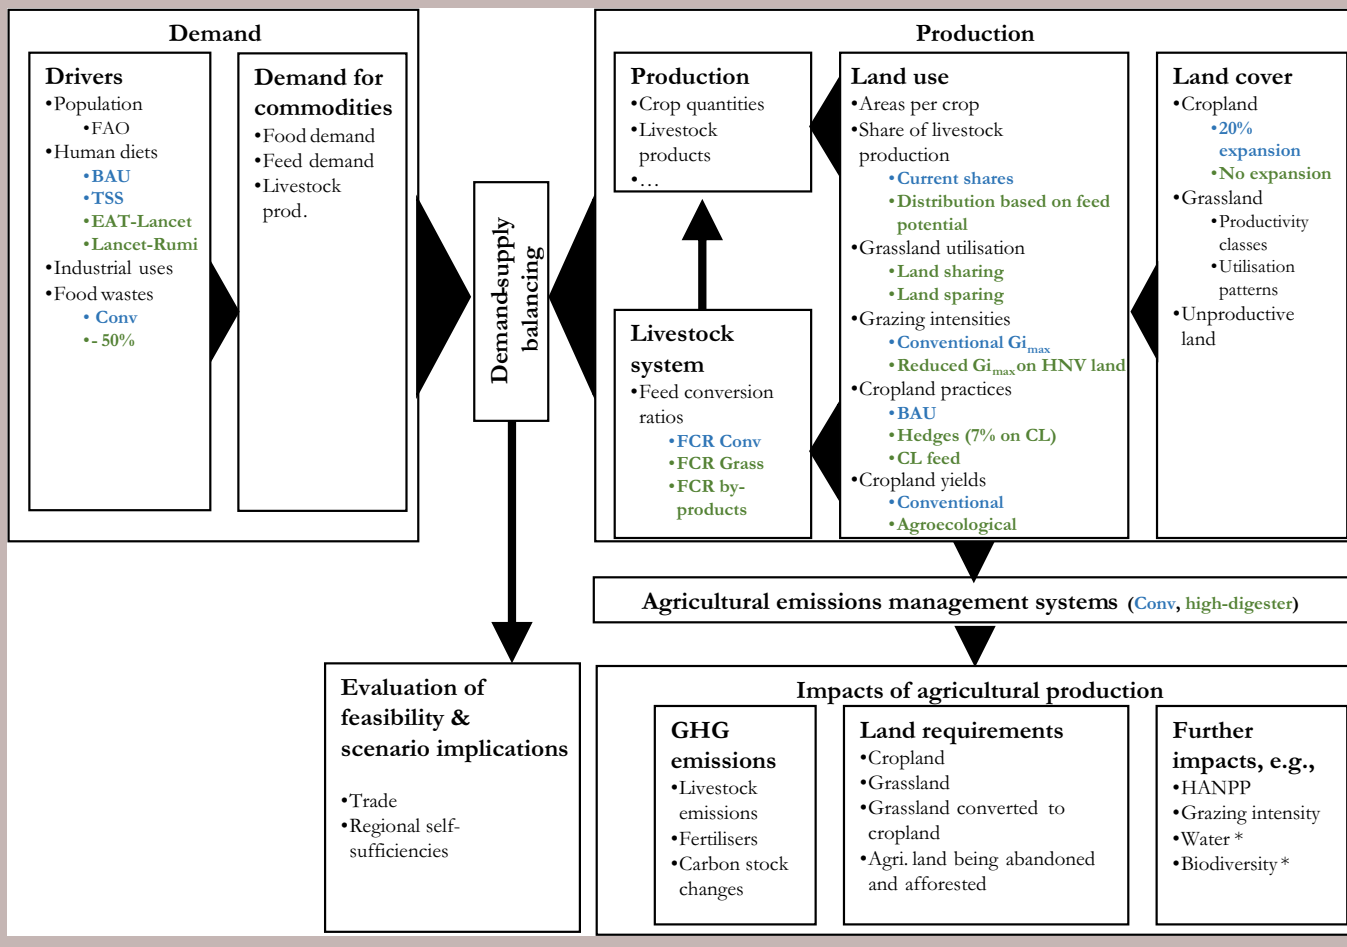 Demand
Drivers
•Population
•FAO
•Human diets
•BAU
•TSS
•EAT-Lancet
•Lancet-Rumi
•Industrial uses
•Food wastes
• Conv
•- 50%
Demand for
commodities
•Food demand
•Feed demand
•Livestock
prod.
Demand-supply
balancing
Production
Production
•Crop quantities
•Livestock
products
•…
Livestock
system
•Feed conversion
ratios
•FCR Conv
•FCR Grass
•FCR by-
products
Land use
•Areas per crop
•Share of livestock
production
•Current shares
•Distribution based on feed
potential
•Grassland utilisation
•Land sharing
•Land sparing
•Grazing intensities
•Conventional Gimax
•Reduced Gimax on HNV land
•Cropland practices
•BAU
•Hedges (7% on CL)
•CL feed
•Cropland yields
•Conventional
•Agroecological
Land cover
•Cropland
•20%
expansion
•No expansion
•Grassland
•Productivity
classes
•Utilisation
patterns
•Unproductive
land
Agricultural emissions management systems (Conv, high-digester)
Evaluation of
feasibility &
scenario implications
•Trade
•Regional self-
sufficiencies
Impacts of agricultural production
GHG
emissions
•Livestock
emissions
•Fertilisers
•Carbon stock
changes
Land requirements
•Cropland
•Grassland
•Grassland converted to
cropland
•Agri. land being abandoned
and afforested
Further
impacts, e.g.,
•HANPP
•Grazing intensity
•Water *
•Biodiversity *